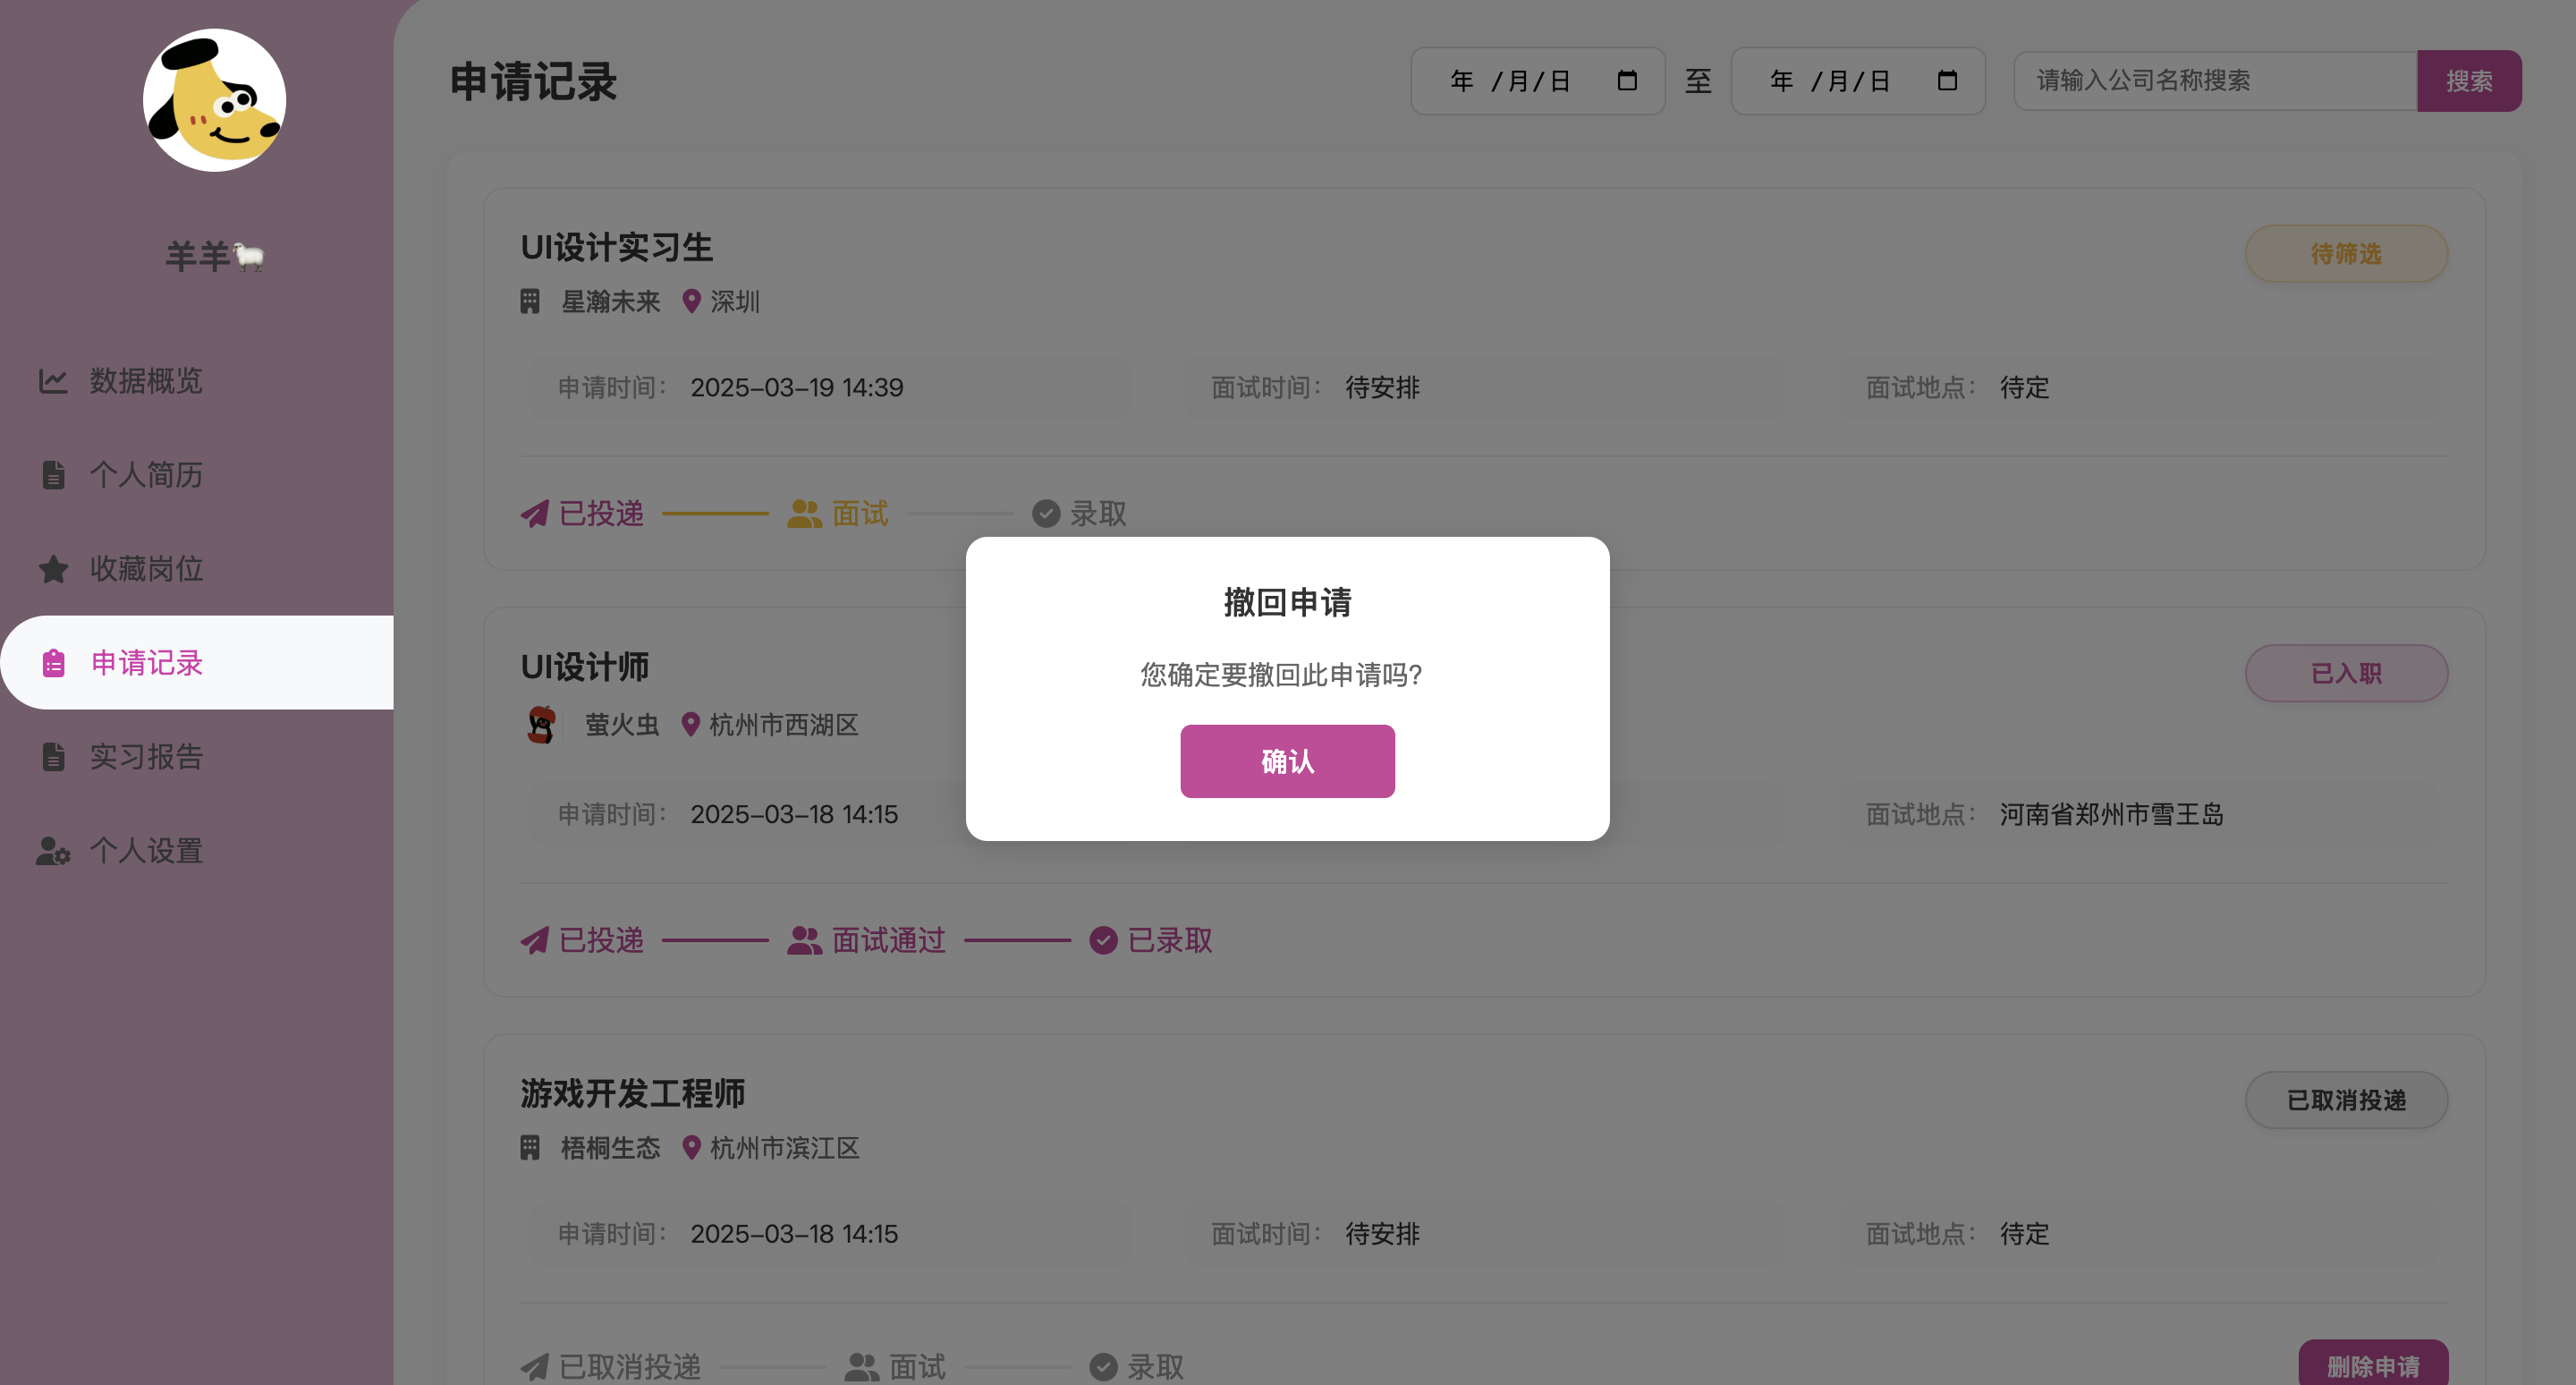 羊羊🐑
数据概览
个人简历
收藏岗位
申请记录
实习报告
个人设置
申请记录
年 /月/日 至 年 /月/日 请输入公司名称搜索 搜索
UI设计实习生
待筛选
星瀚未来 深圳
申请时间： 2025-03-19 14:39 面试时间： 待安排 面试地点： 待定
已投递 面试 录取
撤回申请
您确定要撤回此申请吗?
确认
UI设计师
已入职
萤火虫 杭州市西湖区
申请时间： 2025-03-18 14:15 面试地点： 河南省郑州市雪王岛
已投递 面试通过 已录取
游戏开发工程师
已取消投递
梧桐生态 杭州市滨江区
申请时间： 2025-03-18 14:15 面试时间： 待安排 面试地点： 待定
已取消投递 面试 录取 删除申请